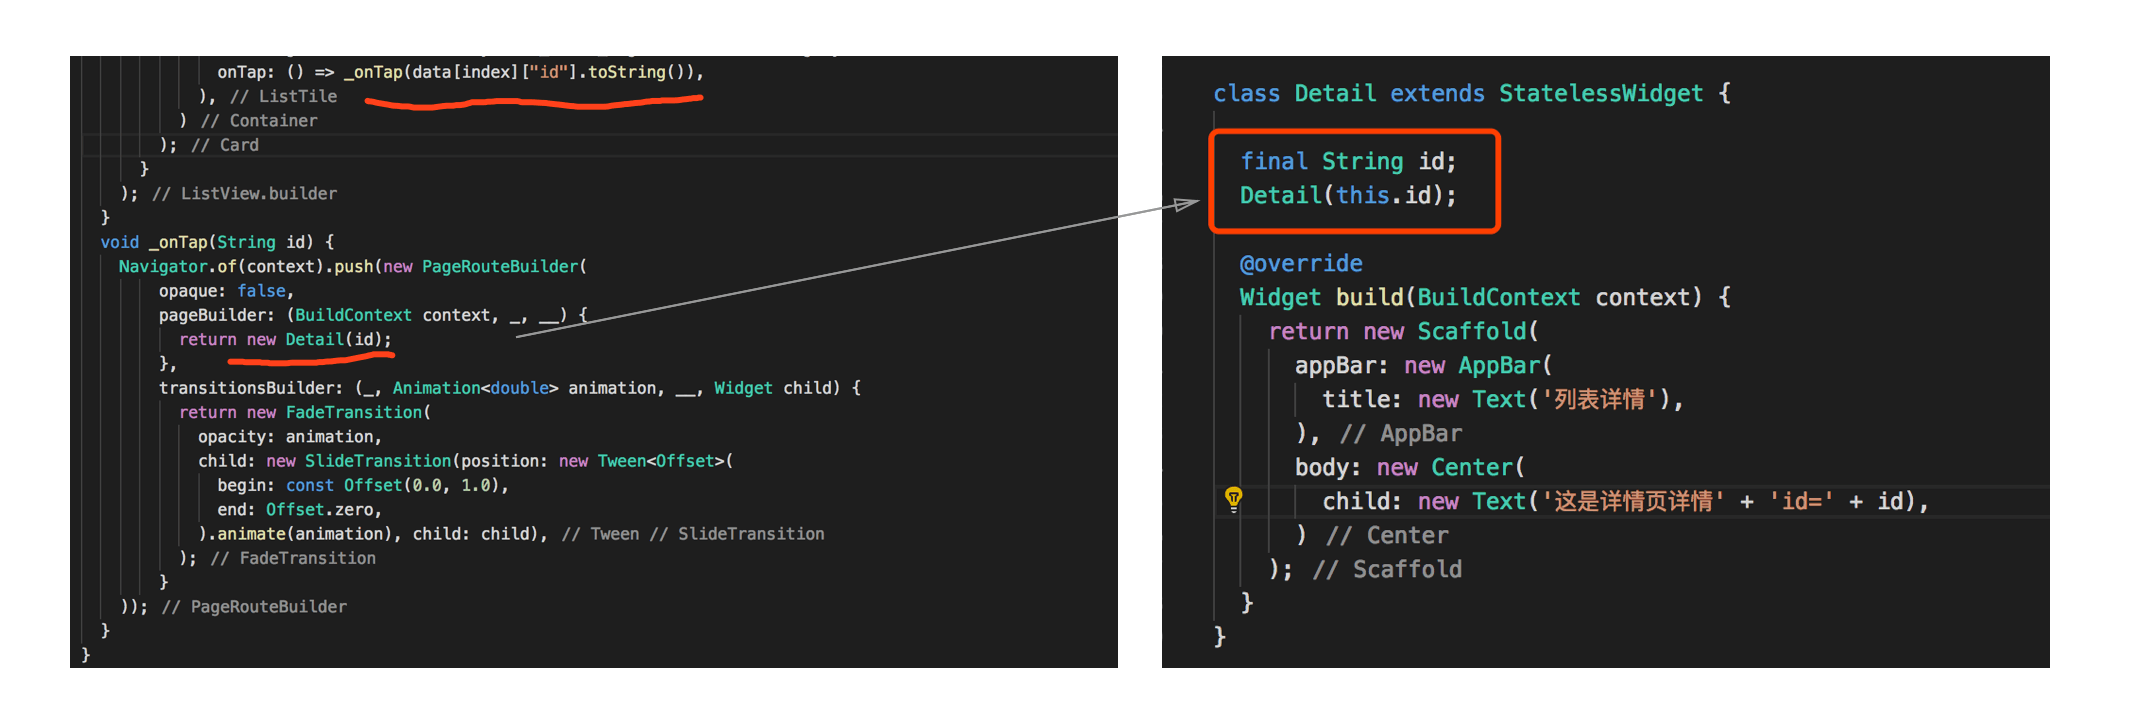 onTap: () => _onTap(data[index]["id"].toString()),
), // ListTile
) // Container
); // Card
}
); // ListView.builder
}
void _onTap(String id) {
Navigator.of(context).push(new PageRouteBuilder(
opaque: false,
pageBuilder: (BuildContext context, _, __) {
return new Detail(id);
},
transitionsBuilder: (_, Animation<double> animation, __, Widget child) {
return new FadeTransition(
opacity: animation,
child: new SlideTransition(position: new Tween<Offset>(
begin: const Offset(0.0, 1.0),
end: Offset.zero,
).animate(animation), child: child), // Tween // SlideTransition
); // FadeTransition
}
)); // PageRouteBuilder
}
}
class Detail extends StatelessWidget {
final String id;
Detail(this.id);
@override
Widget build(BuildContext context) {
return new Scaffold(
appBar: new AppBar(
title: new Text('列表详情'),
), // AppBar
body: new Center(
child: new Text('这是详情页详情' + 'id=' + id),
) // Center
); // Scaffold
}
}